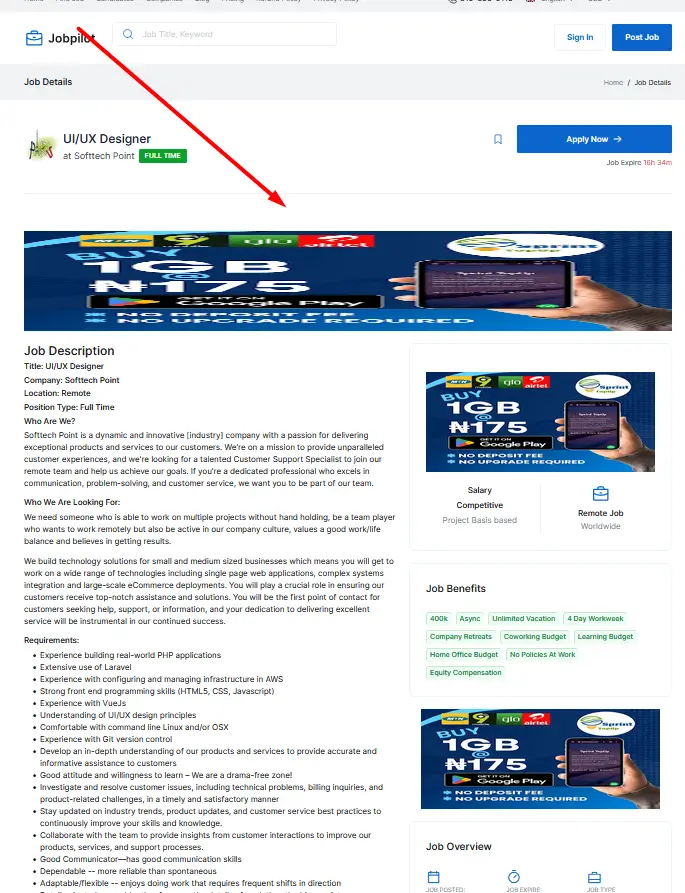 Jobpilot
Job Title, Keyword
Sign In
Post Job
Job Details
Home / Job Details
UI/UX Designer
at Softtech Point FULL TIME
Apply Now →
Job Expire 16h 34m
MTN 9 glo airtel
BUY
1GB
@
₦175
GET IT ON
Google Play
* NO DEPOSIT FEE
* NO UPGRADE REQUIRED
Sprint
TopUp
Sprint TopUp
Job Description
Title: UI/UX Designer
Company: Softtech Point
Location: Remote
Position Type: Full Time
Who Are We?
Softtech Point is a dynamic and innovative [industry] company with a passion for delivering
exceptional products and services to our customers. We're on a mission to provide unparalleled
customer experiences, and we're looking for a talented Customer Support Specialist to join our
remote team and help us achieve our goals. If you're a dedicated professional who excels in
communication, problem-solving, and customer service, we want you to be part of our team.
Who We Are Looking For:
We need someone who is able to work on multiple projects without hand holding, be a team player
who wants to work remotely but also be active in our company culture, values a good work/life
balance and believes in getting results.
We build technology solutions for small and medium sized businesses which means you will get to
work on a wide range of technologies including single page web applications, complex systems
integration and large-scale eCommerce deployments. You will play a crucial role in ensuring our
customers receive top-notch assistance and solutions. You will be the first point of contact for
customers seeking help, support, or information, and your dedication to delivering excellent
service will be instrumental in our continued success.
Requirements:
• Experience building real-world PHP applications
• Extensive use of Laravel
• Experience with configuring and managing infrastructure in AWS
• Strong front end programming skills (HTML5, CSS, Javascript)
• Experience with VueJs
• Understanding of UI/UX design principles
• Comfortable with command line Linux and/or OSX
• Experience with Git version control
• Develop an in-depth understanding of our products and services to provide accurate and
informative assistance to customers
• Good attitude and willingness to learn – We are a drama-free zone!
• Investigate and resolve customer issues, including technical problems, billing inquiries, and
product-related challenges, in a timely and satisfactory manner
• Stay updated on industry trends, product updates, and customer service best practices to
continuously improve your skills and knowledge.
• Collaborate with the team to provide insights from customer interactions to improve our
products, services, and support processes.
• Good Communicator—has good communication skills
• Dependable -- more reliable than spontaneous
• Adaptable/flexible -- enjoys doing work that requires frequent shifts in direction
MTN 9 glo airtel
BUY
1GB
@
₦175
GET IT ON
Google Play
* NO DEPOSIT FEE
* NO UPGRADE REQUIRED
Sprint
TopUp
Salary
Competitive
Project Basis based
Remote Job
Worldwide
Job Benefits
400k Async Unlimited Vacation 4 Day Workweek
Company Retreats Coworking Budget Learning Budget
Home Office Budget No Policies At Work
Equity Compensation
MTN 9 glo airtel
BUY
1GB
@
₦175
GET IT ON
Google Play
* NO DEPOSIT FEE
* NO UPGRADE REQUIRED
Sprint
TopUp
Job Overview
JOB POSTED:
JOB EXPIRE:
JOB TYPE